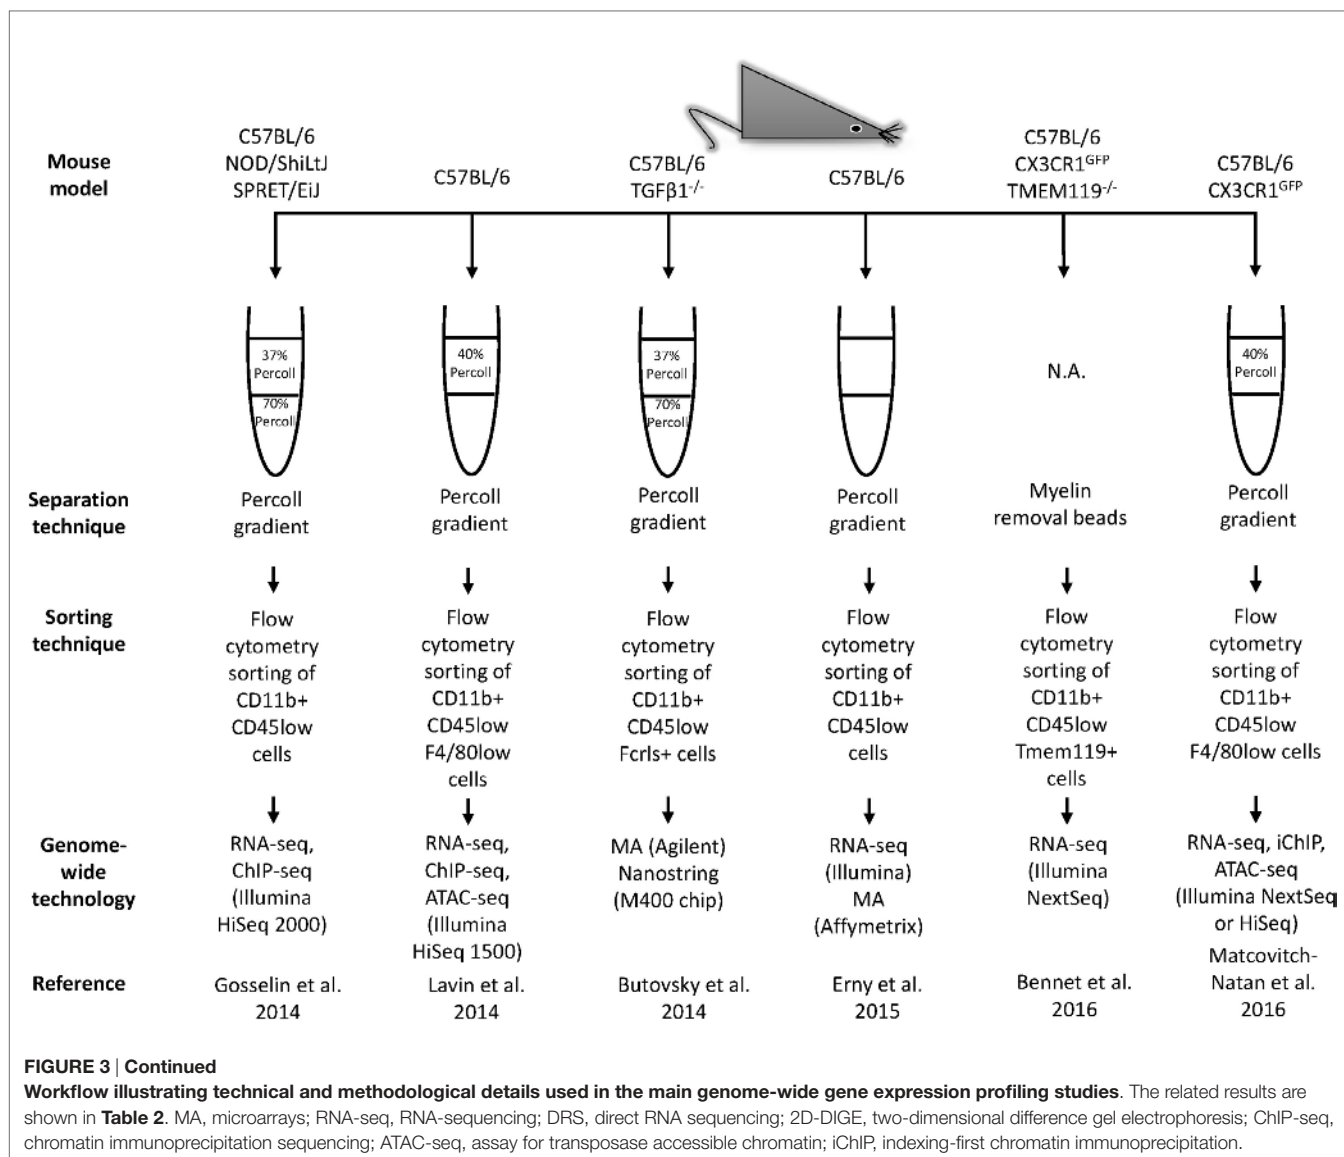 Mouse
model
C57BL/6
NOD/ShiLtJ
SPRET/EiJ
C57BL/6
C57BL/6
TGFβ1-/-
C57BL/6
C57BL/6
CX3CR1GFP
TMEM119-/-
C57BL/6
CX3CR1GFP
37%
Percoll
70%
Percoll
40%
Percoll
37%
Percoll
70%
Percoll
N.A.
40%
Percoll
Separation
technique
Percoll
gradient
Percoll
gradient
Percoll
gradient
Percoll
gradient
Myelin
removal beads
Percoll
gradient
Sorting
technique
Flow
cytometry
sorting of
CD11b+
CD45low
cells
Flow
cytometry
sorting of
CD11b+
CD45low
F4/80low
cells
Flow
cytometry
sorting of
CD11b+
CD45low
Fcrls+ cells
Flow
cytometry
sorting of
CD11b+
CD45low
cells
Flow
cytometry
sorting of
CD11b+
CD45low
Tmem119+
cells
Flow
cytometry
sorting of
CD11b+
CD45low
F4/80low cells
Genome-
wide
technology
RNA-seq,
ChIP-seq
(Illumina
HiSeq 2000)
RNA-seq,
ChIP-seq,
ATAC-seq
(Illumina
HiSeq 1500)
MA (Agilent)
Nanostring
(M400 chip)
RNA-seq
(Illumina)
MA
(Affymetrix)
RNA-seq
(Illumina
NextSeq)
RNA-seq, iChIP,
ATAC-seq
(Illumina NextSeq
or HiSeq)
Reference
Gosselin et al.
2014
Lavin et al.
2014
Butovsky et al.
2014
Erny et al.
2015
Bennet et al.
2016
Matcovitch-
Natan et al.
2016
FIGURE 3 | Continued
Workflow illustrating technical and methodological details used in the main genome-wide gene expression profiling studies. The related results are
shown in Table 2. MA, microarrays; RNA-seq, RNA-sequencing; DRS, direct RNA sequencing; 2D-DIGE, two-dimensional difference gel electrophoresis; ChIP-seq,
chromatin immunoprecipitation sequencing; ATAC-seq, assay for transposase accessible chromatin; iChIP, indexing-first chromatin immunoprecipitation.